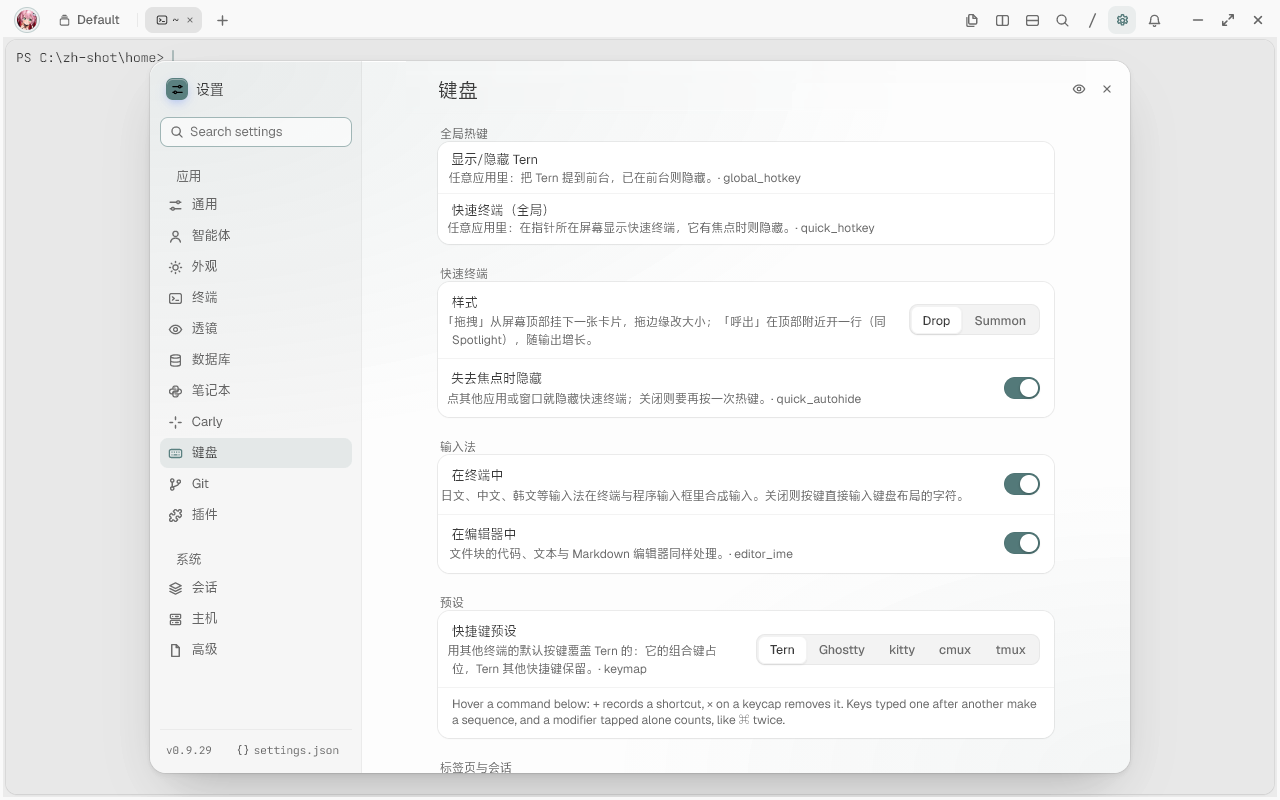 Default
~
PS C:\zh-shot\home>
设置
Search settings
应用
通用
智能体
外观
终端
透镜
数据库
笔记本
Carly
键盘
Git
插件
系统
会话
主机
高级
v0.9.29
{} settings.json
键盘
全局热键
显示/隐藏 Tern
任意应用里：把 Tern 提到前台，已在前台则隐藏。· global_hotkey
快速终端（全局）
任意应用里：在指针所在屏幕显示快速终端，它有焦点时则隐藏。· quick_hotkey
快速终端
样式
「拖拽」从屏幕顶部挂下一张卡片，拖边缘改大小；「呼出」在顶部附近开一行（同
Spotlight），随输出增长。
Drop
Summon
失去焦点时隐藏
点其他应用或窗口就隐藏快速终端；关闭则要再按一次热键。· quick_autohide
输入法
在终端中
日文、中文、韩文等输入法在终端与程序输入框里合成输入。关闭则按键直接输入键盘布局的字符。
在编辑器中
文件块的代码、文本与 Markdown 编辑器同样处理。· editor_ime
预设
快捷键预设
用其他终端的默认按键覆盖 Tern 的：它的组合键占
位，Tern 其他快捷键保留。· keymap
Tern
Ghostty
kitty
cmux
tmux
Hover a command below: + records a shortcut, × on a keycap removes it. Keys typed one after another make
a sequence, and a modifier tapped alone counts, like ⌘ twice.
标签页与会话